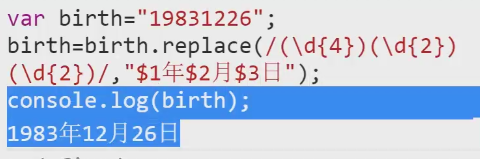 var birth="19831226";
birth=birth.replace(/(\d{4})(\d{2})
(\d{2})/,"$1年$2月$3日");
console.log(birth);
1983年12月26日